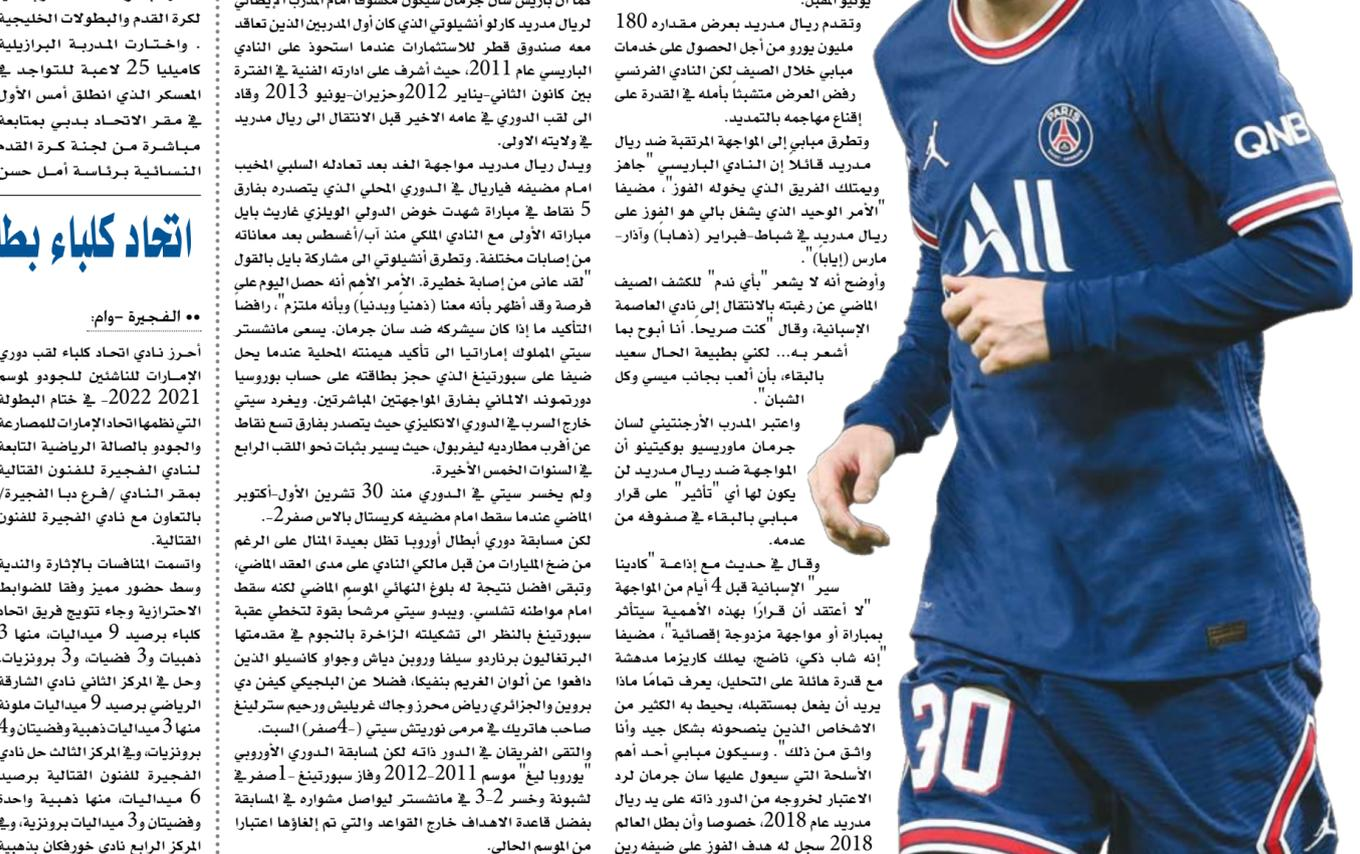 يونيو المقبل.
وتقدم ريال مدريد بعرض مقداره 180
مليون يورو من أجل الحصول على خدمات
مبابي خلال الصيف لكن النادي الفرنسي
رفض العرض متشبثاً بأمله في القدرة على
إقناع مهاجمه بالتمديد.
وتطرق مبابي إلى المواجهة المرتقبة ضد ريال
مدريد قائلاً إن النادي الباريسي "جاهز
ويمتلك الفريق الذي يخوله الفوز"، مضيفا
"الأمر الوحيد الذي يشغل بالي هو الفوز على
ريال مدريد في شباط-فبراير (ذهاباً) وآذار-
مارس (إياباً)".
وأوضح أنه لا يشعر "بأي ندم" للكشف الصيف
الماضي عن رغبته بالانتقال إلى نادي العاصمة
الإسبانية، وقال "كنت صريحاً. أنا أبوح بما
أشعر به... لكني بطبيعة الحال سعيد
بالبقاء، بأن ألعب بجانب ميسي وكل
الشبان".
واعتبر المدرب الأرجنتيني لسان
جرمان ماوريسيو بوكيتينو أن
المواجهة ضد ريال مدريد لن
يكون لها أي "تأثير" على قرار
مبابي بالبقاء في صفوفه من
عدمه.
وقال في حديث مع إذاعة "كادينا
سير" الإسبانية قبل 4 أيام من المواجهة
"لا أعتقد أن قرارًا بهذه الأهمية سيتأثر
بمباراة أو مواجهة مزدوجة إقصائية"، مضيفا
"إنه شاب ذكي، ناضج، يملك كاريزما مدهشة
مع قدرة هائلة على التحليل، يعرف تمامًا ماذا
يريد أن يفعل بمستقبله، يحيط به الكثير من
الاشخاص الذين ينصحونه بشكل جيد وأنا
واثق من ذلك". وسيكون مبابي أحد أهم
الأسلحة التي سيعول عليها سان جرمان لرد
الاعتبار لخروجه من الدور ذاته على يد ريال
مدريد عام 2018، خصوصا وأن بطل العالم
2018 سجل له هدف الفوز على ضيفه رين
لريال مدريد كارلو أنشيلوتي الذي كان أول المدربين الذين تعاقد
معه صندوق قطر للاستثمارات عندما استحوذ على النادي
الباريسي عام 2011، حيث أشرف على ادارته الفنية في الفترة
بين كانون الثاني-يناير 2012وحزيران-يونيو 2013 وقاد
الى لقب الدوري في عامه الاخير قبل الانتقال الى ريال مدريد
في ولايته الاولى.
ويدل ريال مدريد مواجهة الغد بعد تعادله السلبي المخيب
امام مضيفه فياريال في الدوري المحلي الذي يتصدره بفارق
5 نقاط في مباراة شهدت خوض الدولي الويلزي غاريث بايل
مباراته الأولى مع النادي الملكي منذ آب/أغسطس بعد معاناته
من إصابات مختلفة. وتطرق أنشيلوتي الى مشاركة بايل بالقول
"لقد عانى من إصابة خطيرة. الأمر الأهم أنه حصل اليوم على
فرصة وقد أظهر بأنه معنا (ذهنياً وبدنياً) وبأنه ملتزم"، رافضاً
التأكيد ما إذا كان سيشركه ضد سان جرمان. يسعى مانشستر
سيتي المملوك إماراتيا الى تأكيد هيمنته المحلية عندما يحل
ضيفا على سبورتينغ الذي حجز بطاقته على حساب بوروسيا
دورتموند الالماني بفارق المواجهتين المباشرتين. ويغرد سيتي
خارج السرب في الدوري الانكليزي حيث يتصدر بفارق تسع نقاط
عن أقرب مطارديه ليفربول، حيث يسير بثبات نحو اللقب الرابع
في السنوات الخمس الأخيرة.
ولم يخسر سيتي في الدوري منذ 30 تشرين الأول-أكتوبر
الماضي عندما سقط امام مضيفه كريستال بالاس صفر2-.
لكن مسابقة دوري أبطال أوروبا تظل بعيدة المنال على الرغم
من ضخ المليارات من قبل مالكي النادي على مدى العقد الماضي،
وتبقى افضل نتيجة له بلوغ النهائي الموسم الماضي لكنه سقط
امام مواطنه تشلسي. ويبدو سيتي مرشحا بقوة لتخطي عقبة
سبورتينغ بالنظر الى تشكيلته الزاخرة بالنجوم في مقدمتها
البرتغاليون برناردو سيلفا وروبن دياش وجواو كانسيلو الذين
دافعوا عن ألوان الغريم بنفيكا، فضلا عن البلجيكي كيفن دي
بروين والجزائري رياض محرز وجاك غريليش ورحيم سترلينغ
صاحب هاتريك في مرمى نوريتش سيتي (-4صفر) السبت.
والتقى الفريقان في الدور ذاته لكن لمسابقة الدوري الأوروبي
"يوروبا ليغ" موسم 2011-2012 وفاز سبورتينغ -1صفر في
لشبونة وخسر 2-3 في مانشستر ليواصل مشواره في المسابقة
بفضل قاعدة الاهداف خارج القواعد والتي تم إلغاؤها اعتبارا
من الموسم الحالي.
لكرة القدم والبطولات الخليجية
. واختارت المدربة البرازيلية
كاميليا 25 لاعبة للتواجد في
المعسكر الذي انطلق أمس الأول
في مقر الاتحاد بدبي بمتابعة
مباشرة من لجنة كرة القدم
النسائية برئاسة أمل حسن
اتحاد كلباء بطل
•• الفجيرة –وام:
أحرز نادي اتحاد كلباء لقب دوري
الإمارات للناشئين للجودو لموسم
2021 2022- في ختام البطولة
التي نظمها اتحاد الإمارات للمصارعة
والجودو بالصالة الرياضية التابعة
لنادي الفجيرة للفنون القتالية
بمقر النادي /فرع دبا الفجيرة/
بالتعاون مع نادي الفجيرة للفنون
القتالية.
واتسمت المنافسات بالإثارة والندية
وسط حضور مميز وفقا للضوابط
الاحترازية وجاء تتويج فريق اتحاد
كلباء برصيد 9 ميداليات، منها 3
ذهبيات و3 فضيات، و3 برونزيات.
وحل في المركز الثاني نادي الشارقة
الرياضي برصيد 9 ميداليات ملونة
منها 3 ميداليات ذهبية وفضيتان و4
برونزيات، وفي المركز الثالث حل نادي
الفجيرة للفنون القتالية برصيد
6 ميداليات، منها ذهبية واحدة
وفضيتان و3 ميداليات برونزية، وفي
المركز الرابع نادي خورفكان بذهبية
PARIS
QNB
ALL
30